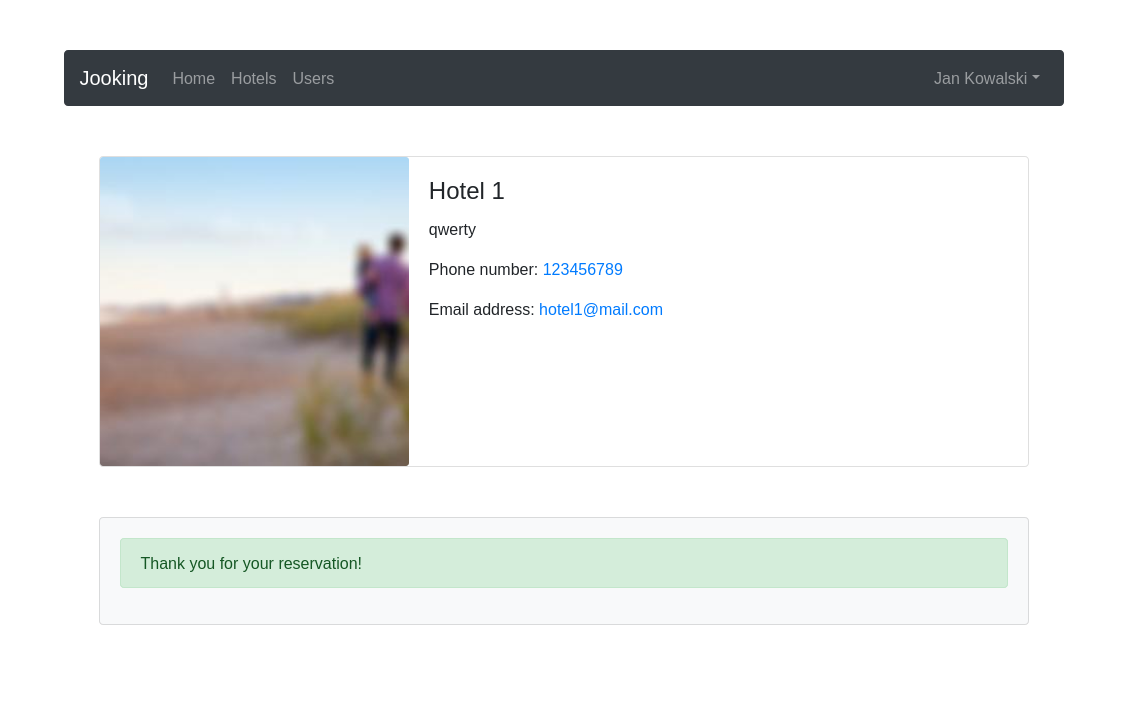 Jooking Home Hotels Users Jan Kowalski
Hotel 1
qwerty
Phone number: 123456789
Email address: hotel1@mail.com
Thank you for your reservation!